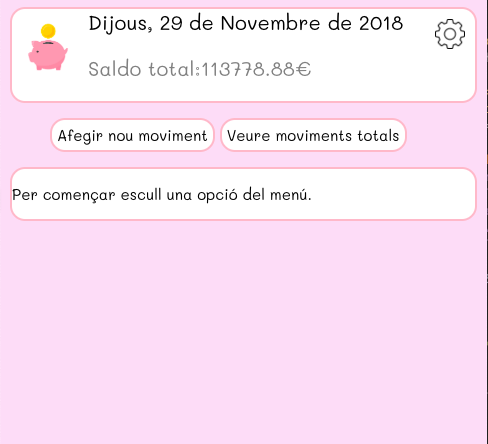 Dijous, 29 de Novembre de 2018
Saldo total:113778.88€
Afegir nou moviment
Veure moviments totals
Per començar escull una opció del menú.